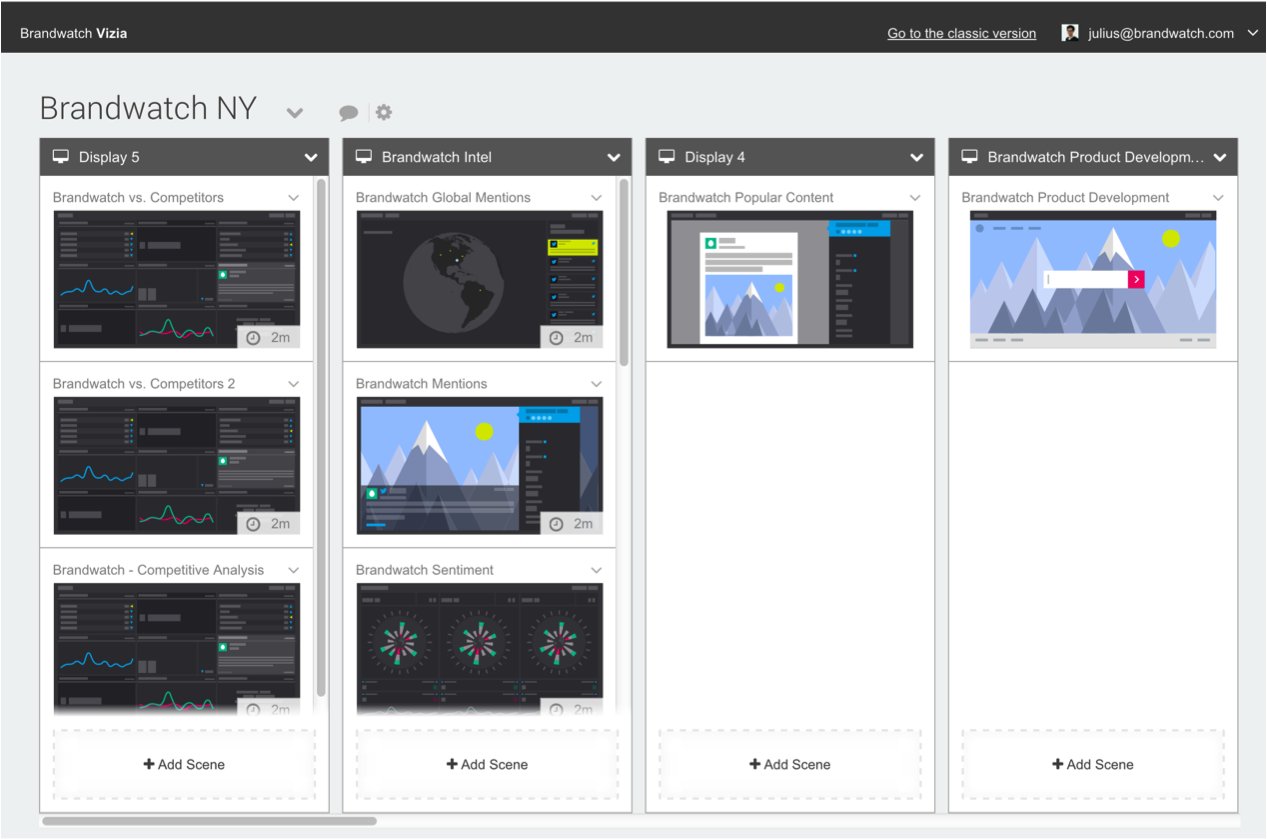 Brandwatch Vizia
Go to the classic version
julius@brandwatch.com
Brandwatch NY
Display 5
Brandwatch vs. Competitors
2m
Brandwatch vs. Competitors 2
2m
Brandwatch - Competitive Analysis
2m
+ Add Scene
Brandwatch Intel
Brandwatch Global Mentions
2m
Brandwatch Mentions
2m
Brandwatch Sentiment
2m
+ Add Scene
Display 4
Brandwatch Popular Content
+ Add Scene
Brandwatch Product Developm...
Brandwatch Product Development
+ Add Scene